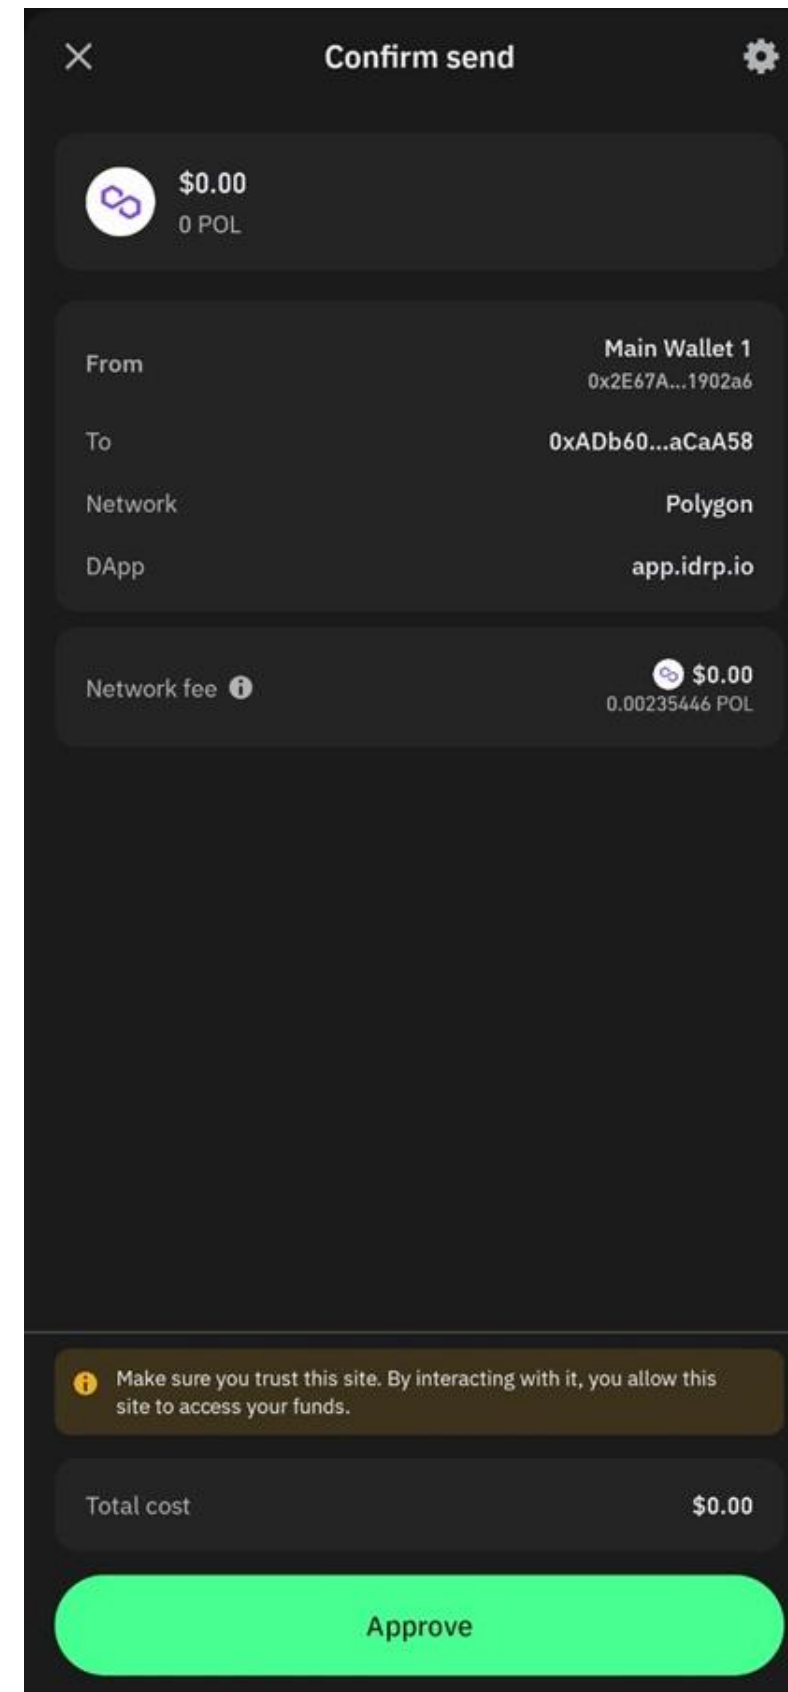 Confirm send
$0.00
0 POL
From
Main Wallet 1
0x2E67A...1902a6
To
0xADb60...aCaA58
Network
Polygon
DApp
app.idrp.io
Network fee
$0.00
0.00235446 POL
Make sure you trust this site. By interacting with it, you allow this
site to access your funds.
Total cost
$0.00
Approve